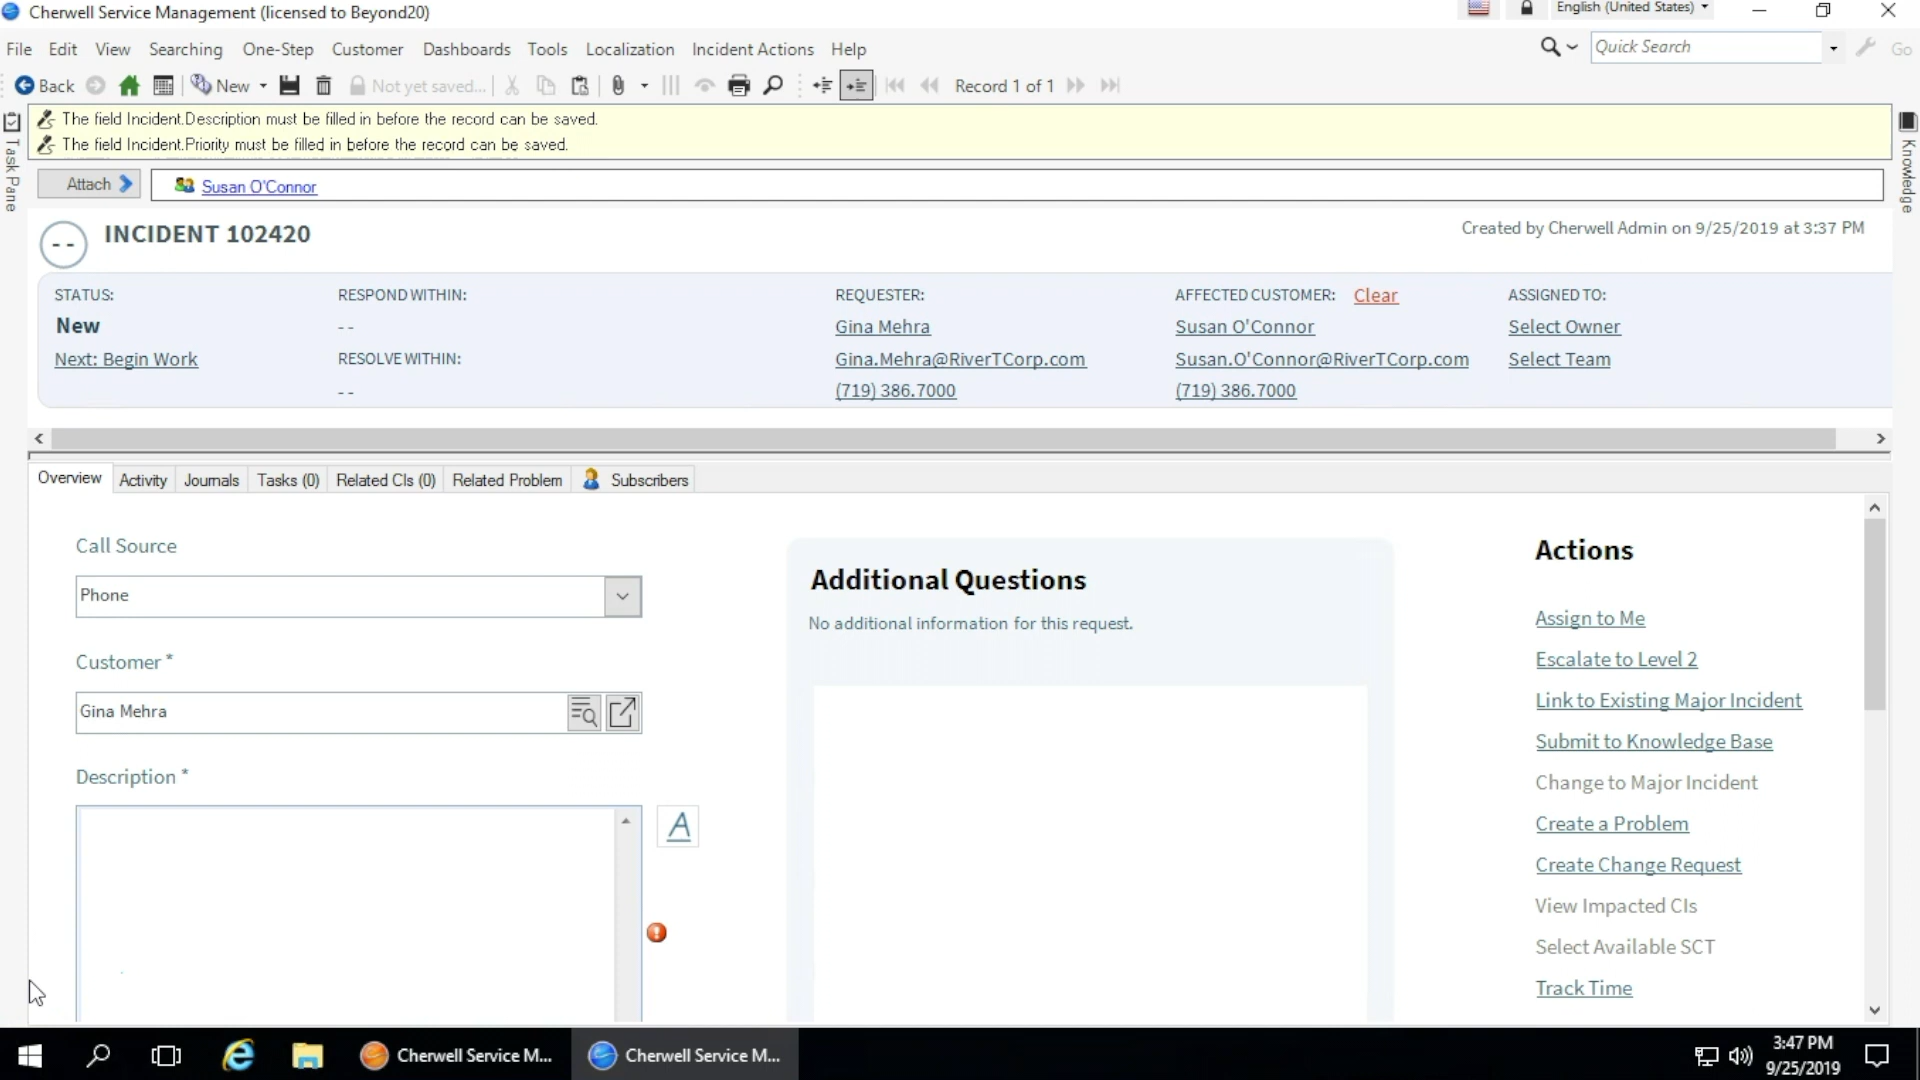 Cherwell Service Management (licensed to Beyond20)
English (United States)
File Edit View Searching One-Step Customer Dashboards Tools Localization Incident Actions Help
Quick Search
Go
Back New Not yet saved... Record 1 of 1
The field Incident.Description must be filled in before the record can be saved.
The field Incident.Priority must be filled in before the record can be saved.
Task Pane
Knowledge
Attach
Susan O'Connor
- -
INCIDENT 102420
Created by Cherwell Admin on 9/25/2019 at 3:37 PM
STATUS:
New
Next: Begin Work
RESPOND WITHIN:
- -
RESOLVE WITHIN:
- -
REQUESTER:
Gina Mehra
Gina.Mehra@RiverTCorp.com
(719) 386.7000
AFFECTED CUSTOMER: Clear
Susan O'Connor
Susan.O'Connor@RiverTCorp.com
(719) 386.7000
ASSIGNED TO:
Select Owner
Select Team
Overview Activity Journals Tasks (0) Related CIs (0) Related Problem Subscribers
Call Source
Phone
Customer *
Gina Mehra
Description *
A
Additional Questions
No additional information for this request.
Actions
Assign to Me
Escalate to Level 2
Link to Existing Major Incident
Submit to Knowledge Base
Change to Major Incident
Create a Problem
Create Change Request
View Impacted CIs
Select Available SCT
Track Time
Cherwell Service M...
Cherwell Service M...
3:47 PM
9/25/2019